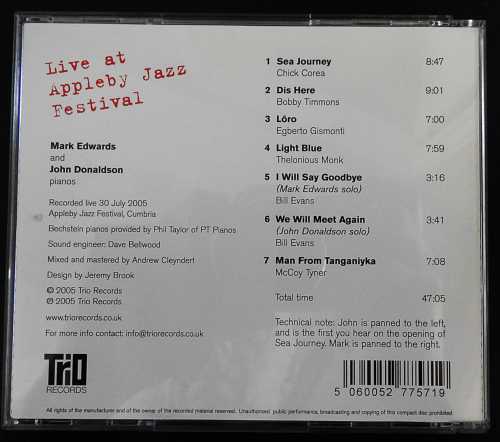 Live at
Appleby Jazz
Festival
Mark Edwards
and
John Donaldson
pianos
Recorded live 30 July 2005
Appleby Jazz Festival, Cumbria
Bechstein pianos provided by Phil Taylor of PT Pianos
Sound engineer: Dave Bellwood
Mixed and mastered by Andrew Cleyndert
Design by Jeremy Brook
© 2005 Trio Records
℗ 2005 Trio Records
www.triorecords.co.uk
For more info contact: info@triorecords.co.uk
TRIO
RECORDS
1 Sea Journey 8:47
Chick Corea
2 Dis Here 9:01
Bobby Timmons
3 Lôro 7:00
Egberto Gismonti
4 Light Blue 7:59
Thelonious Monk
5 I Will Say Goodbye 3:16
(Mark Edwards solo)
Bill Evans
6 We Will Meet Again 3:41
(John Donaldson solo)
Bill Evans
7 Man From Tanganiyka 7:08
McCoy Tyner
Total time 47:05
Technical note: John is panned to the left,
and is the first you hear on the opening of
Sea Journey. Mark is panned to the right.
5 060052 775719
All rights of the manufacturer and of the owner of the recorded material reserved. Unauthorised public performance, broadcasting and copying of this compact disc prohibited.